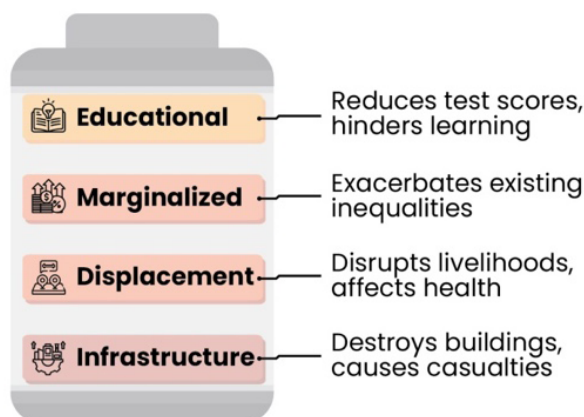 Educational
Reduces test scores,
hinders learning
Marginalized
Exacerbates existing
inequalities
Displacement
Disrupts livelihoods,
affects health
Infrastructure
Destroys buildings,
causes casualties